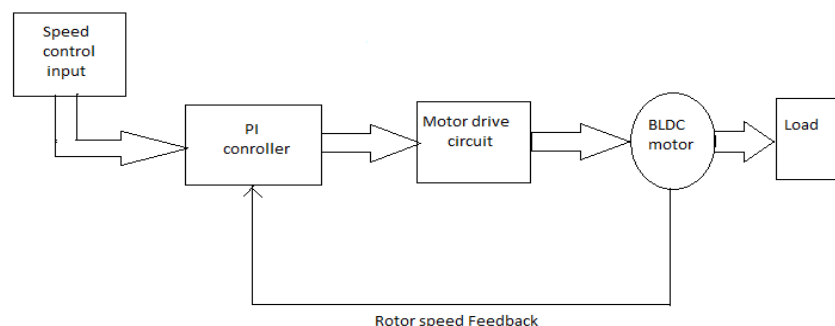 Speed
control
input
PI
conroller
Motor drive
circuit
BLDC
motor
Load
Rotor speed Feedback